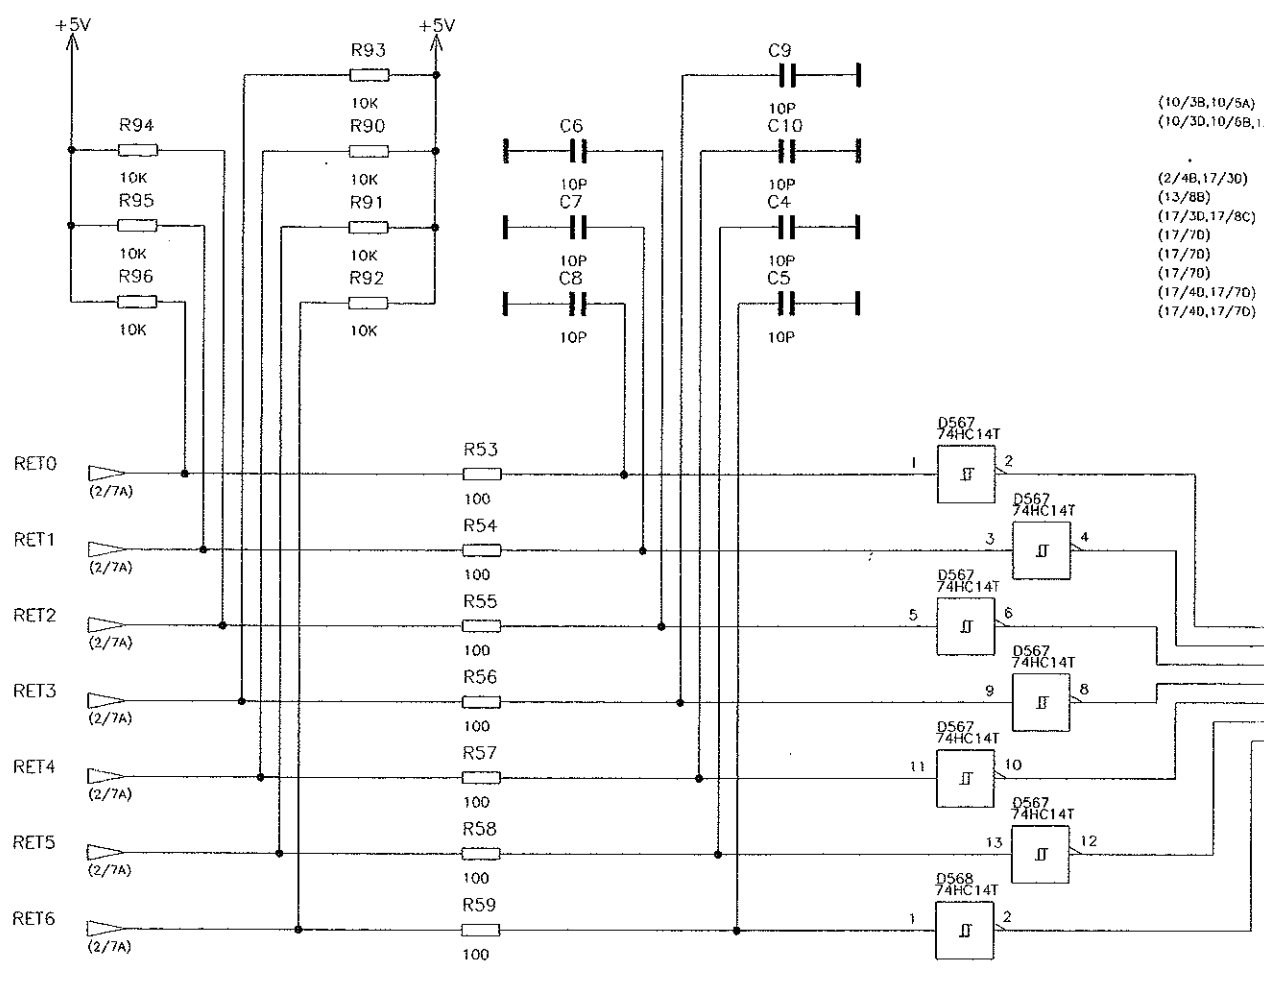 +5V
+5V
R93
10K
R94
10K
R90
10K
R95
10K
R91
10K
R96
10K
R92
10K
C9
10P
C6
10P
C10
C7
10P
C4
10P
C8
10P
C5
10P
(10/3B,10/5A)
(10/3D,10/6B,1
(2/4B,17/3D)
(13/8B)
(17/3D,17/8C)
(17/7D)
(17/7D)
(17/7D)
(17/4D,17/7D)
(17/4D,17/7D)
RET0
(2/7A)
R53
100
1
D567
74HC14T
2
RET1
(2/7A)
R54
100
3
D567
74HC14T
4
RET2
(2/7A)
R55
100
5
D567
74HC14T
6
RET3
(2/7A)
R56
100
9
D567
74HC14T
8
RET4
(2/7A)
R57
100
11
D567
74HC14T
10
RET5
(2/7A)
R58
100
13
D567
74HC14T
12
RET6
(2/7A)
R59
100
1
D568
74HC14T
2